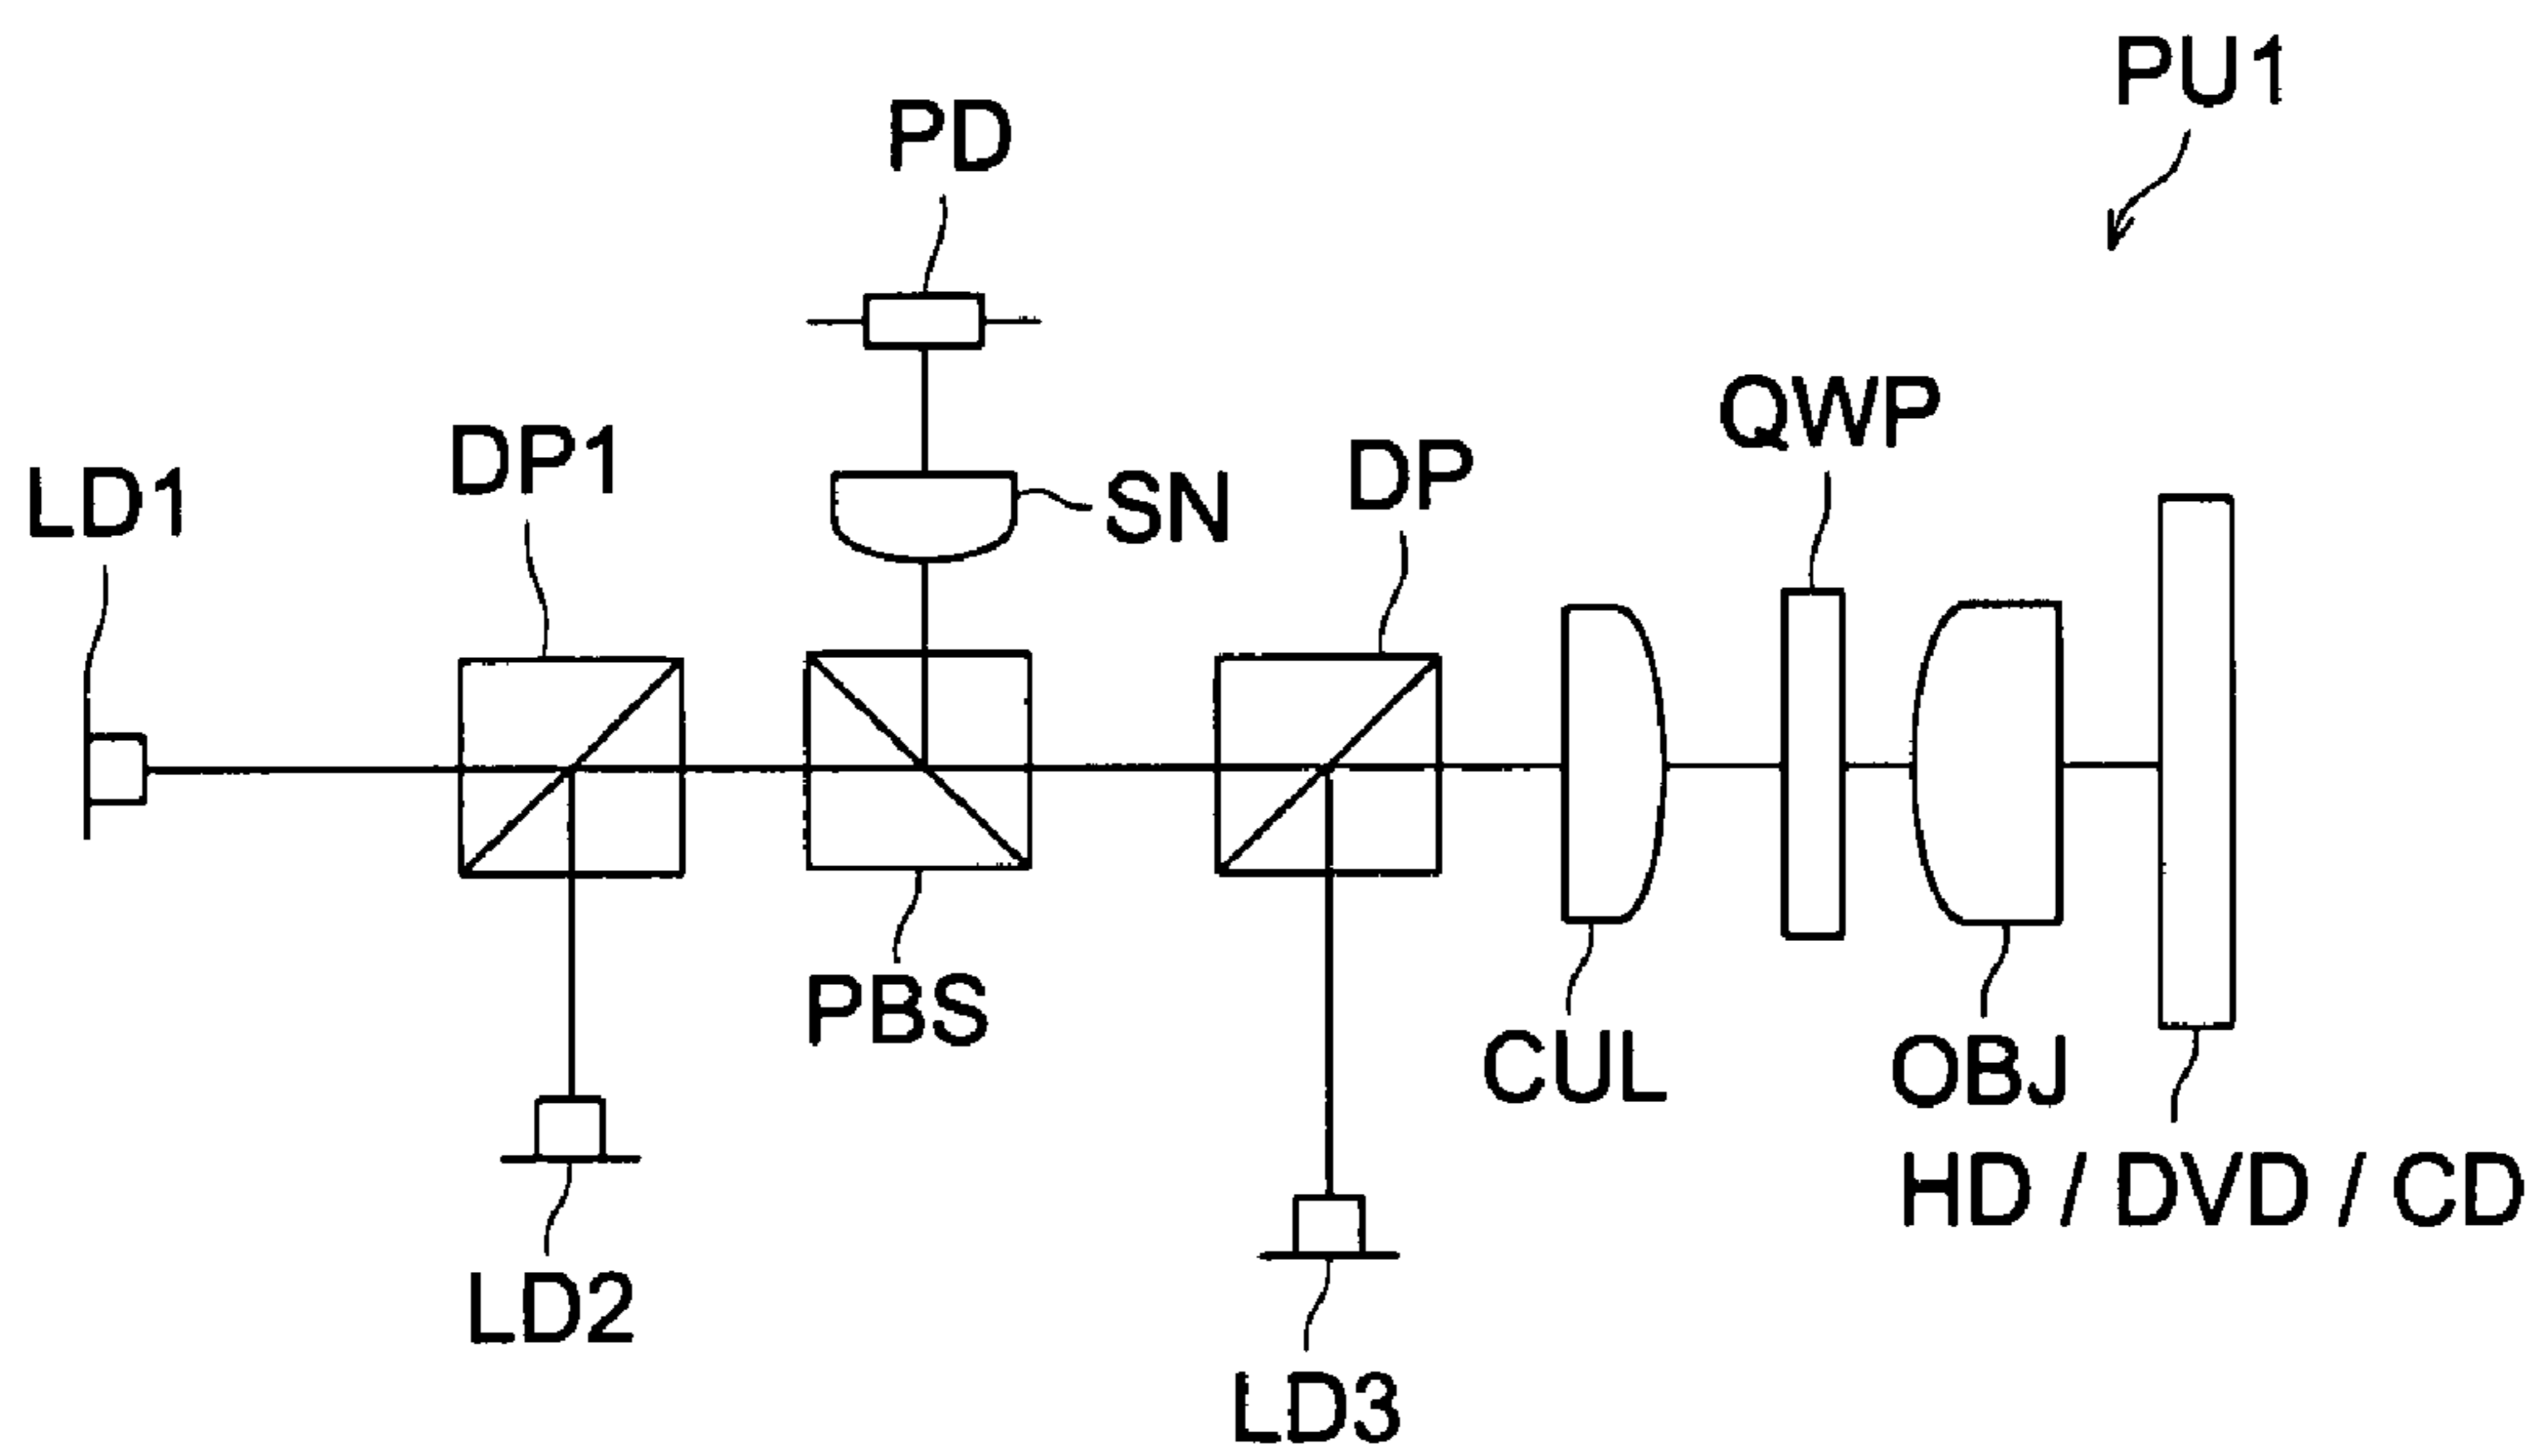 PU1
PD
QWP
DP1
DP
LD1
SN
PBS
CUL
OBJ
HD / DVD / CD
LD2
LD3